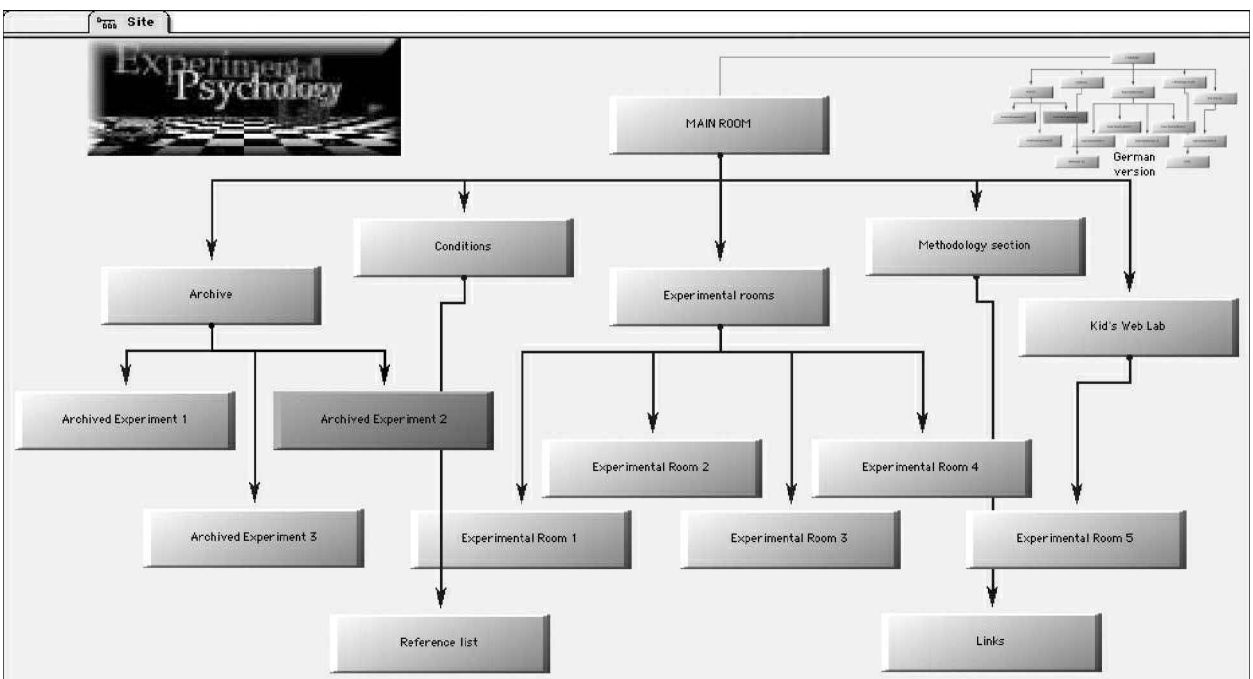 Site
Experimental
Psychology
MAIN ROOM
German
version
Conditions
Methodology section
Archive
Experimental rooms
Kid's Web Lab
Archived Experiment 1
Archived Experiment 2
Experimental Room 2
Experimental Room 4
Archived Experiment 3
Experimental Room 1
Experimental Room 3
Experimental Room 5
Reference list
Links